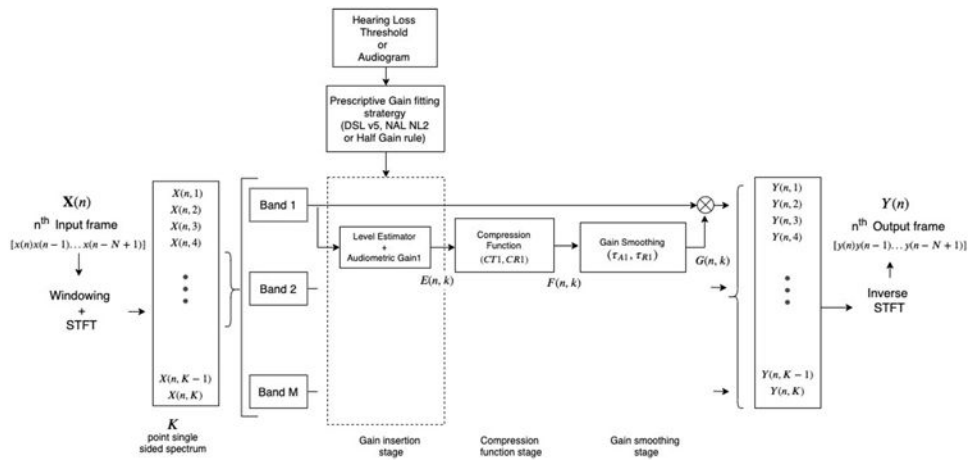 Hearing Loss
Threshold
or
Audiogram
Prescriptive Gain fitting
stratergy
(DSL v5, NAL NL2
or Half Gain rule)
X(n)
nth Input frame
[x(n)x(n − 1)…x(n − N + 1)]
Windowing
+
STFT
X(n, 1)
X(n, 2)
X(n, 3)
X(n, 4)
X(n, K − 1)
X(n, K)
K
point single
sided spectrum
Band 1
Band 2
Band M
Level Estimator
+
Audiometric Gain1
E(n, k)
Gain insertion
stage
Compression
Function
(CT1, CR1)
F(n, k)
Compression
function stage
Gain Smoothing
(τA1, τR1)
G(n, k)
Gain smoothing
stage
Y(n, 1)
Y(n, 2)
Y(n, 3)
Y(n, 4)
Y(n, K − 1)
Y(n, K)
Y(n)
nth Output frame
[y(n)y(n − 1)…y(n − N + 1)]
Inverse
STFT